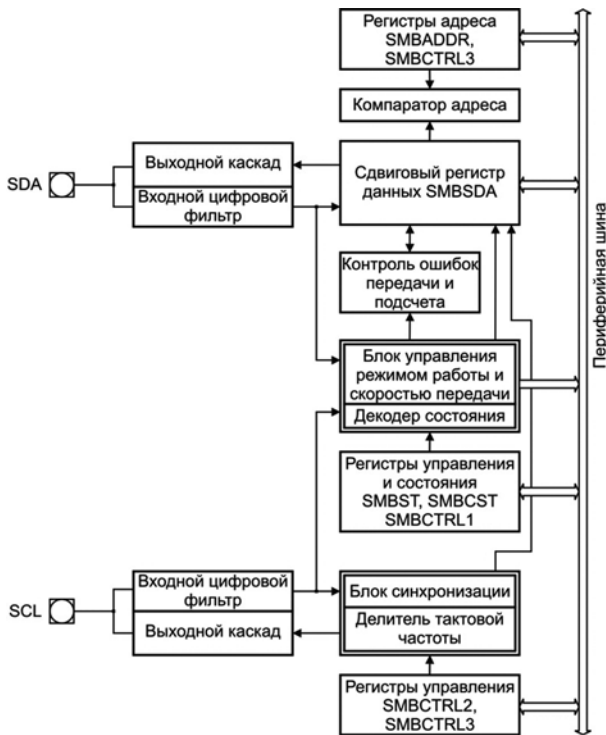 Регистры адреса
SMBADDR,
SMBCTRL3
Компаратор адреса
SDA
Выходной каскад
Входной цифровой
фильтр
Сдвиговый регистр
данных SMBSDA
Контроль ошибок
передачи и
подсчета
Блок управления
режимом работы и
скоростью передачи
Декодер состояния
Регистры управления
и состояния
SMBST, SMBCST
SMBCTRL1
SCL
Входной цифровой
фильтр
Выходной каскад
Блок синхронизации
Делитель тактовой
частоты
Регистры управления
SMBCTRL2,
SMBCTRL3
Периферийная шина